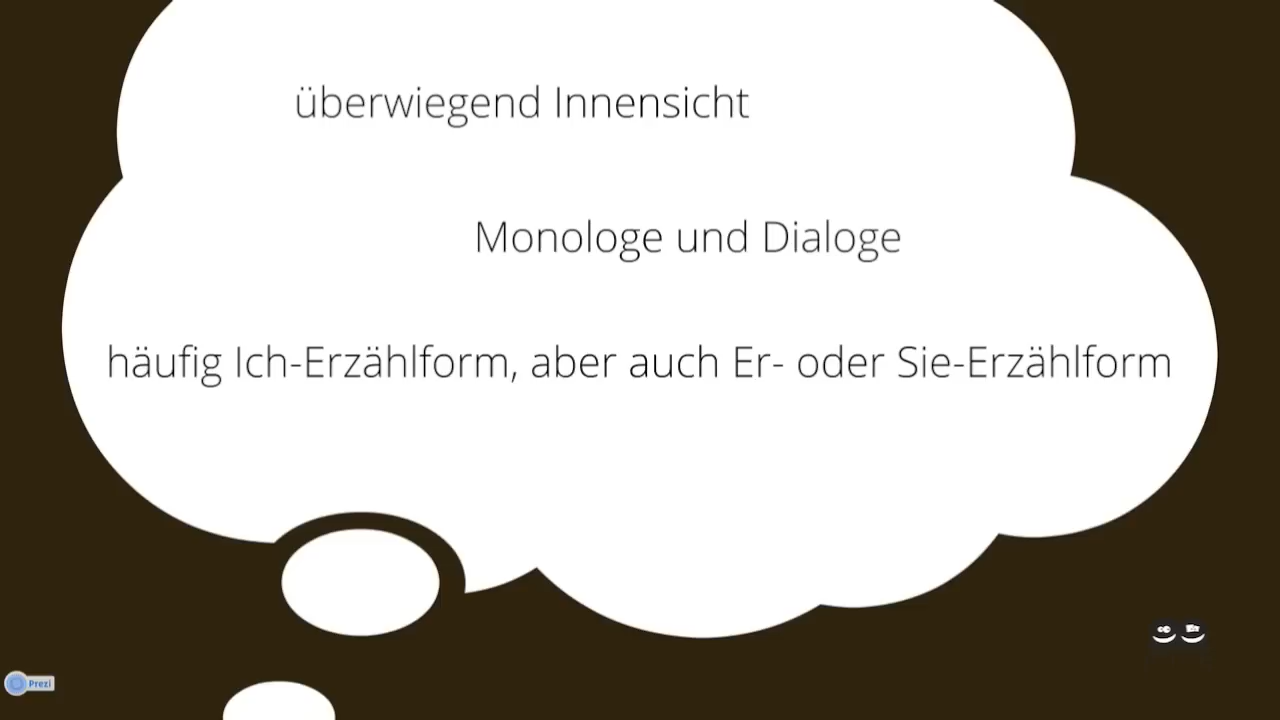 überwiegend Innensicht
Monologe und Dialoge
häufig Ich-Erzählform, aber auch Er- oder Sie-Erzählform
Prezi